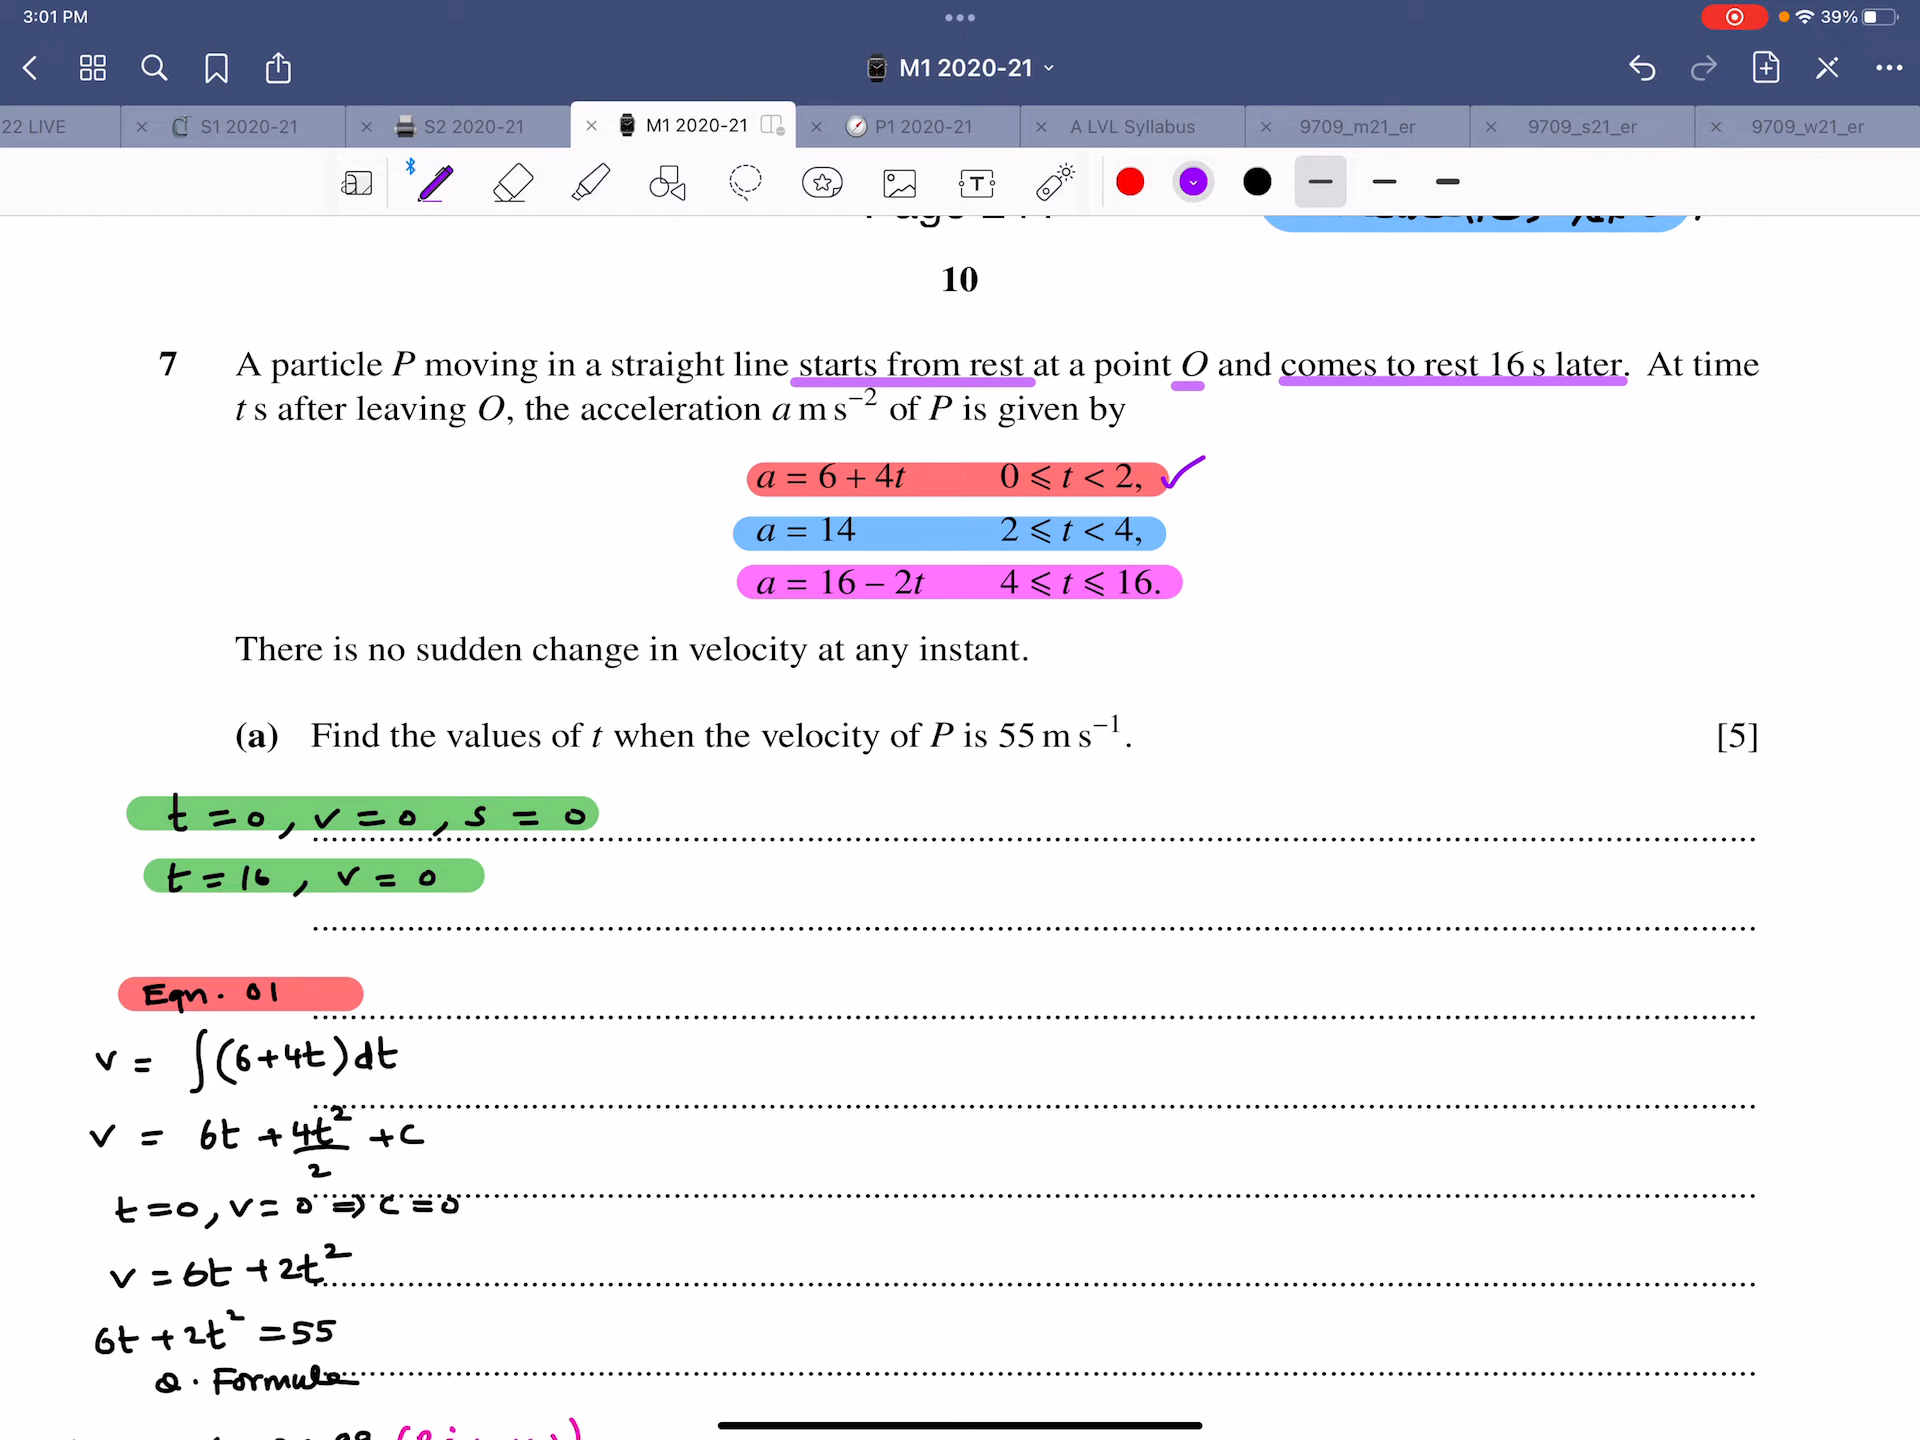 3:01 PM
39%
M1 2020-21
22 LIVE
S1 2020-21
S2 2020-21
M1 2020-21
P1 2020-21
A LVL Syllabus
9709_m21_er
9709_s21_er
9709_w21_er
10
7 A particle P moving in a straight line starts from rest at a point O and comes to rest 16 s later. At time
t s after leaving O, the acceleration a m s⁻² of P is given by
a = 6 + 4t 0 ⩽ t < 2,
a = 14 2 ⩽ t < 4,
a = 16 – 2t 4 ⩽ t ⩽ 16.
There is no sudden change in velocity at any instant.
(a) Find the values of t when the velocity of P is 55 m s⁻¹. [5]
t = 0, v = 0, s = 0
t = 16, v = 0
Eqn. 01
v = ∫(6+4t)dt
v = 6t + 4t²/2 + c
t=0, v=0 ⇒ c=0
v = 6t + 2t²
6t + 2t² = 55
Q. Formula